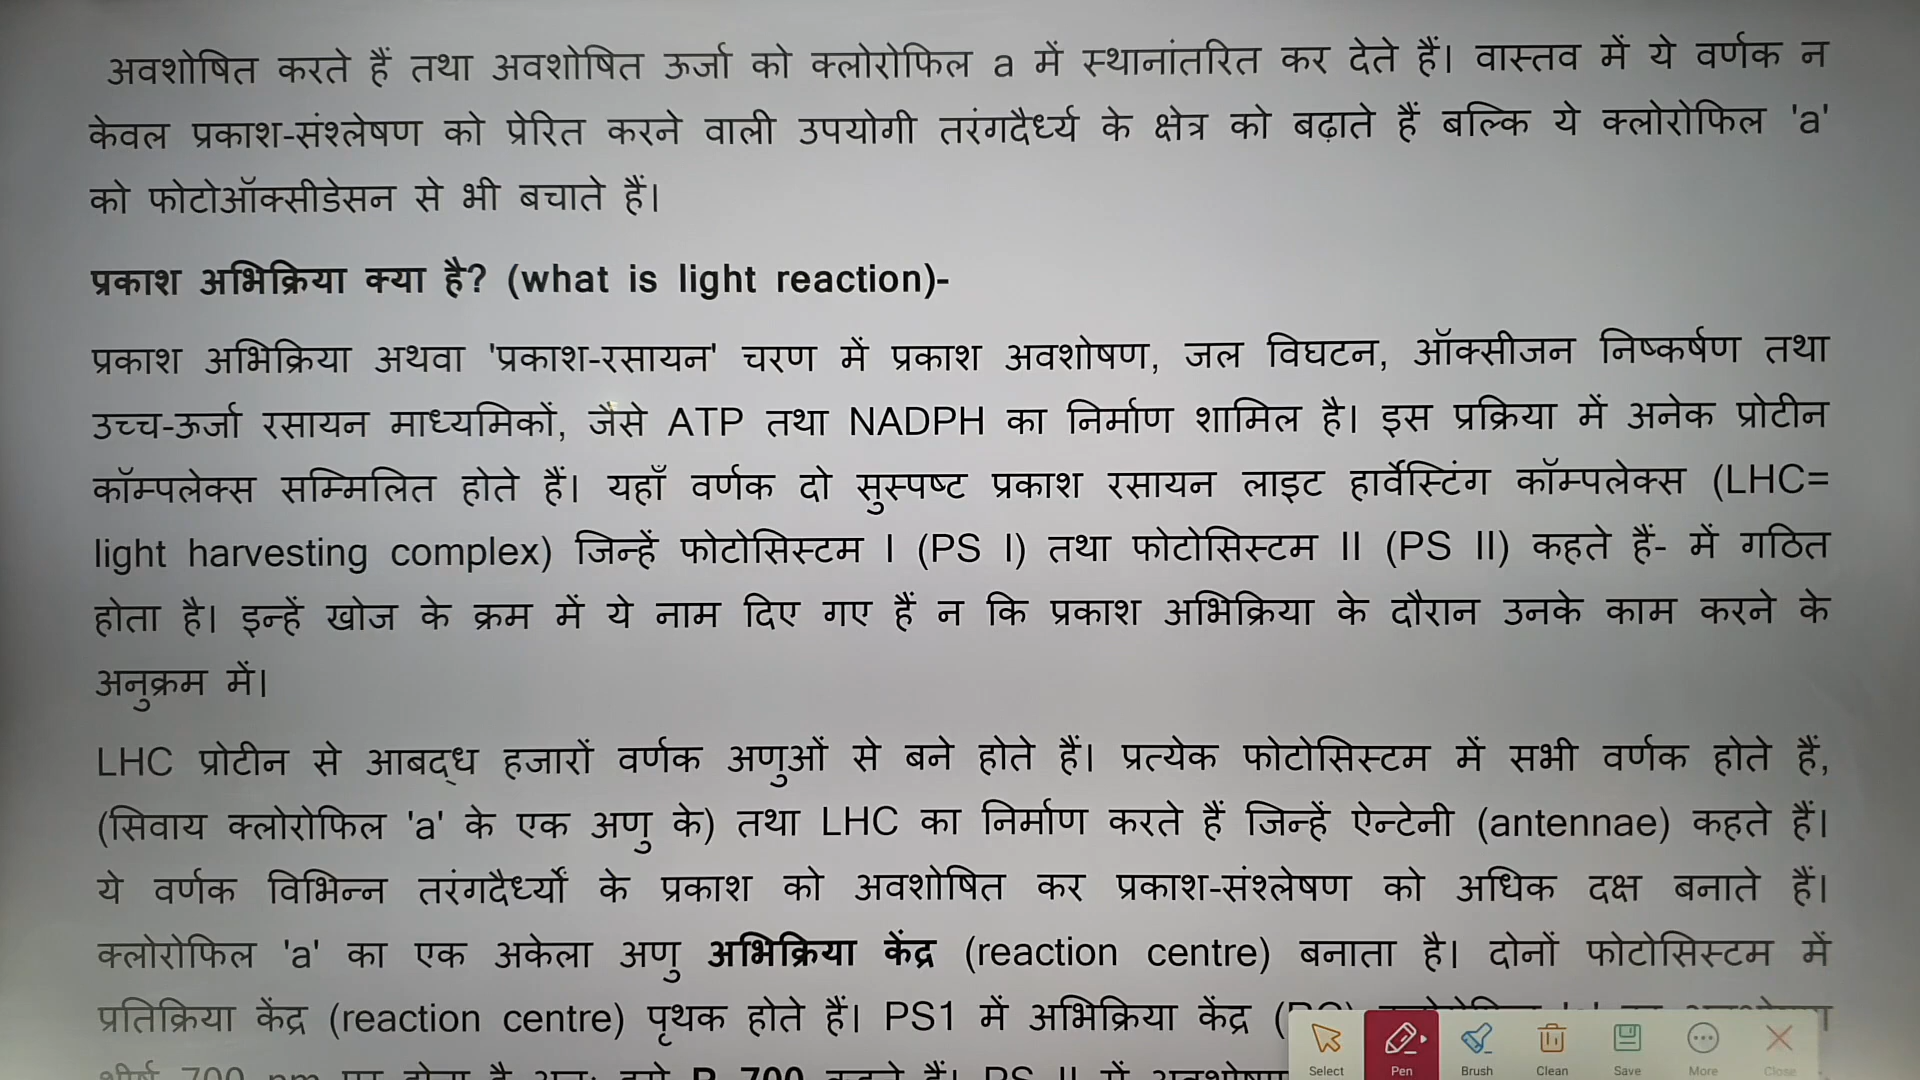 अवशोषित करते हैं तथा अवशोषित ऊर्जा को क्लोरोफिल a में स्थानांतरित कर देते हैं। वास्तव में ये वर्णक न
केवल प्रकाश-संश्लेषण को प्रेरित करने वाली उपयोगी तरंगदैर्ध्य के क्षेत्र को बढ़ाते हैं बल्कि ये क्लोरोफिल 'a'
को फोटोऑक्सीडेसन से भी बचाते हैं।
प्रकाश अभिक्रिया क्या है? (what is light reaction)-
प्रकाश अभिक्रिया अथवा 'प्रकाश-रसायन' चरण में प्रकाश अवशोषण, जल विघटन, ऑक्सीजन निष्कर्षण तथा
उच्च-ऊर्जा रसायन माध्यमिकों, जैसे ATP तथा NADPH का निर्माण शामिल है। इस प्रक्रिया में अनेक प्रोटीन
कॉम्पलेक्स सम्मिलित होते हैं। यहाँ वर्णक दो सुस्पष्ट प्रकाश रसायन लाइट हार्वेस्टिंग कॉम्पलेक्स (LHC=
light harvesting complex) जिन्हें फोटोसिस्टम I (PS I) तथा फोटोसिस्टम II (PS II) कहते हैं- में गठित
होता है। इन्हें खोज के क्रम में ये नाम दिए गए हैं न कि प्रकाश अभिक्रिया के दौरान उनके काम करने के
अनुक्रम में।
LHC प्रोटीन से आबद्ध हजारों वर्णक अणुओं से बने होते हैं। प्रत्येक फोटोसिस्टम में सभी वर्णक होते हैं,
(सिवाय क्लोरोफिल 'a' के एक अणु के) तथा LHC का निर्माण करते हैं जिन्हें ऐन्टेनी (antennae) कहते हैं।
ये वर्णक विभिन्न तरंगदैर्ध्यों के प्रकाश को अवशोषित कर प्रकाश-संश्लेषण को अधिक दक्ष बनाते हैं।
क्लोरोफिल 'a' का एक अकेला अणु अभिक्रिया केंद्र (reaction centre) बनाता है। दोनों फोटोसिस्टम में
प्रतिक्रिया केंद्र (reaction centre) पृथक होते हैं। PS1 में अभिक्रिया केंद्र
700 nm P 700 PS II में
Select Pen Brush Clean Save More Close